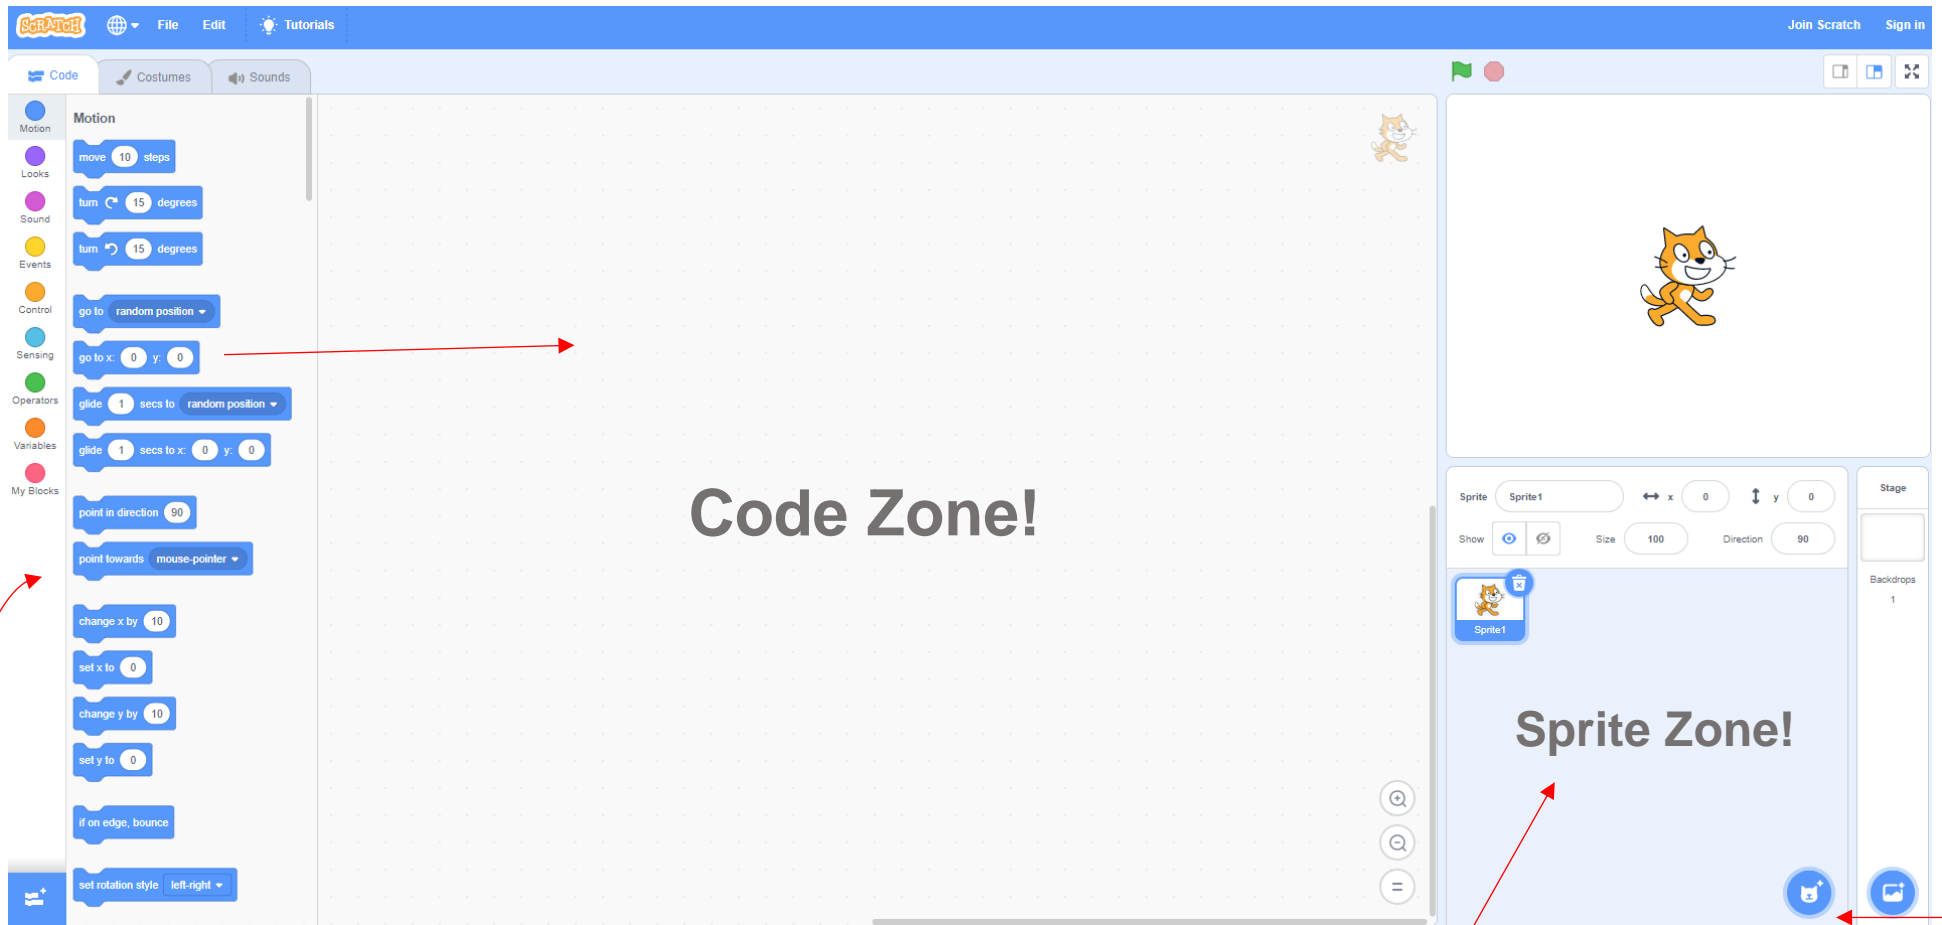 SCRATCH File Edit Tutorials Join Scratch Sign in
Code Costumes Sounds
Motion
Looks
Sound
Events
Control
Sensing
Operators
Variables
My Blocks
Motion
move 10 steps
turn 15 degrees
turn 15 degrees
go to random position
go to x: 0 y: 0
glide 1 secs to random position
glide 1 secs to x: 0 y: 0
point in direction 90
point towards mouse-pointer
change x by 10
set x to 0
change y by 10
set y to 0
if on edge, bounce
set rotation style left-right
Code Zone!
Sprite Sprite1 x 0 y 0
Show Size 100 Direction 90
Sprite1
Sprite Zone!
Stage
Backdrops
1